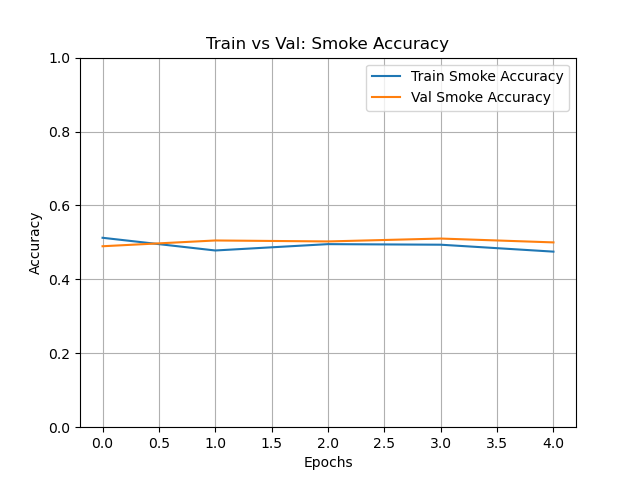 Train vs Val: Smoke Accuracy
1.0
0.8
0.6
0.4
0.2
0.0
Accuracy
Train Smoke Accuracy
Val Smoke Accuracy
0.0 0.5 1.0 1.5 2.0 2.5 3.0 3.5 4.0
Epochs